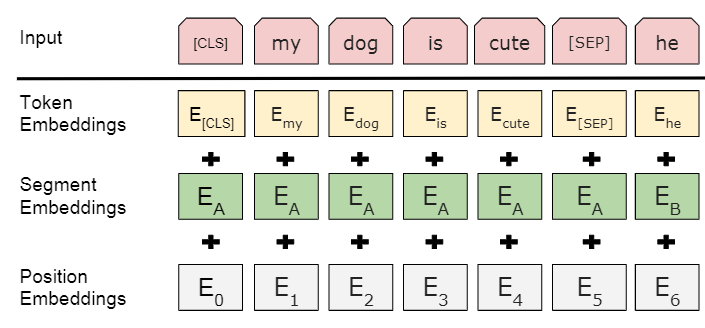 Input [CLS] my dog is cute [SEP] he
Token Embeddings E[CLS] Emy Edog Eis Ecute E[SEP] Ehe
+ + + + + + +
Segment Embeddings EA EA EA EA EA EA EB
+ + + + + + +
Position Embeddings E0 E1 E2 E3 E4 E5 E6